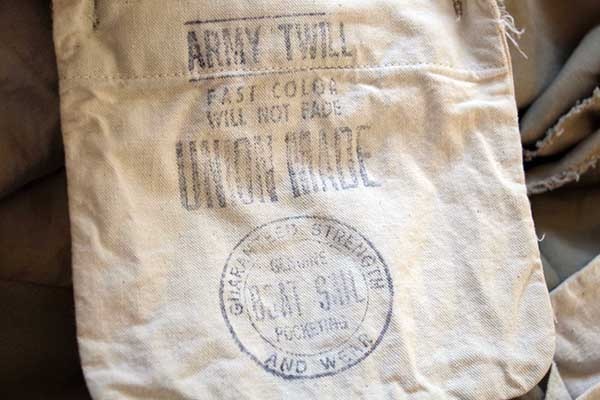 ARMY TWILL
FAST COLOR
WILL NOT FADE
UNION MADE
GUARANTEED STRENGTH
GENUINE
BOAT SAIL
POCKETING
AND WEAR